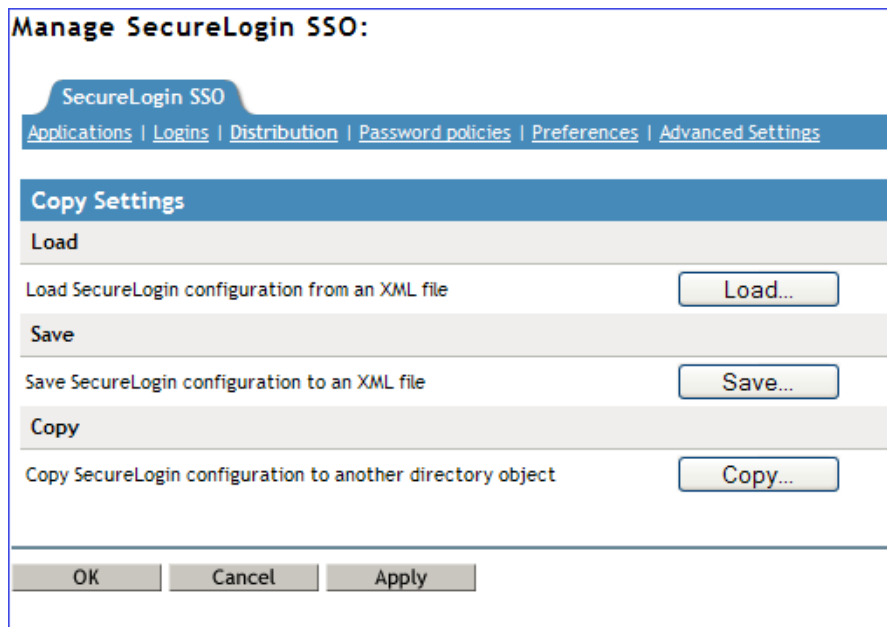 Manage SecureLogin SSO:
SecureLogin SSO
Applications | Logins | Distribution | Password policies | Preferences | Advanced Settings
Copy Settings
Load
Load SecureLogin configuration from an XML file Load...
Save
Save SecureLogin configuration to an XML file Save...
Copy
Copy SecureLogin configuration to another directory object Copy...
OK Cancel Apply